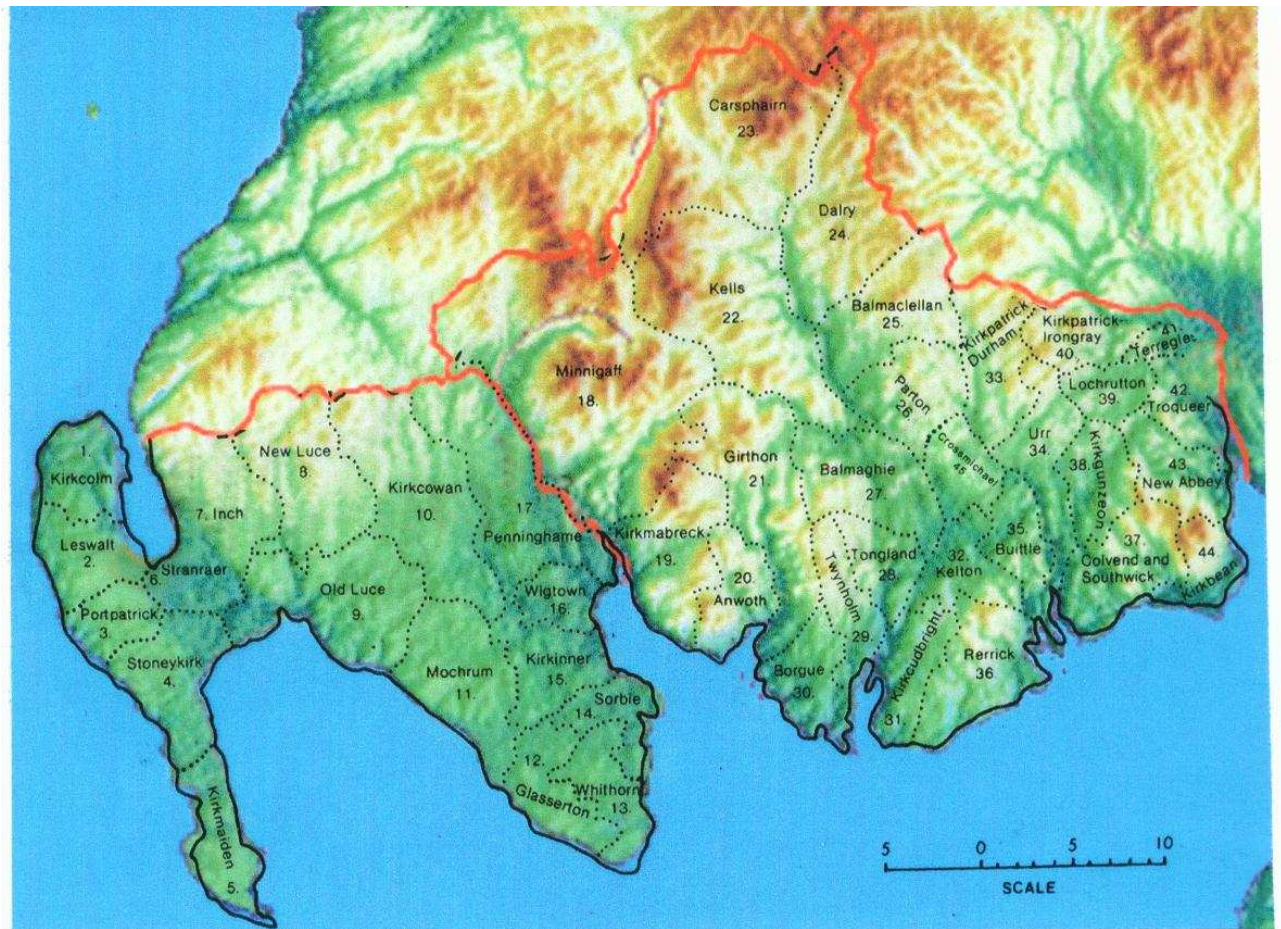 Carsphairn
23.
Dalry
24.
Kells
22.
Balmaclellan
25.
Kirkpatrick
Durham
33.
Kirkpatrick-
Irongray
40.
41.
Terregle
Minnigaff
18.
Parton
26.
Lochrutton
39.
42.
Troqueer
1.
Kirkcolm
New Luce
8.
Kirkcowan
10.
17.
Penninghame
Girthon
21.
Balmaghie
27.
Crossmichael
45
Urr
34.
38.
Kirkgunzeon
43.
New Abbey
Leswalt
2.
7. Inch
6.
Stranraer
Kirkmabreck
19.
20.
Anwoth
Twynholm
29.
Tongland
28.
32.
Kelton
35.
Buittle
37.
Colvend and
Southwick
44
Kirkbean
Portpatrick
3.
Old Luce
9.
Wigtown
16.
Stoneykirk
4.
Mochrum
11.
Kirkinner
15.
Sorbie
14.
Borgue
30.
Kirkcudbright
31
Rerrick
36
12.
Glasserton
Whithorn
13.
Kirkmaiden
5.
5 0 5 10
SCALE